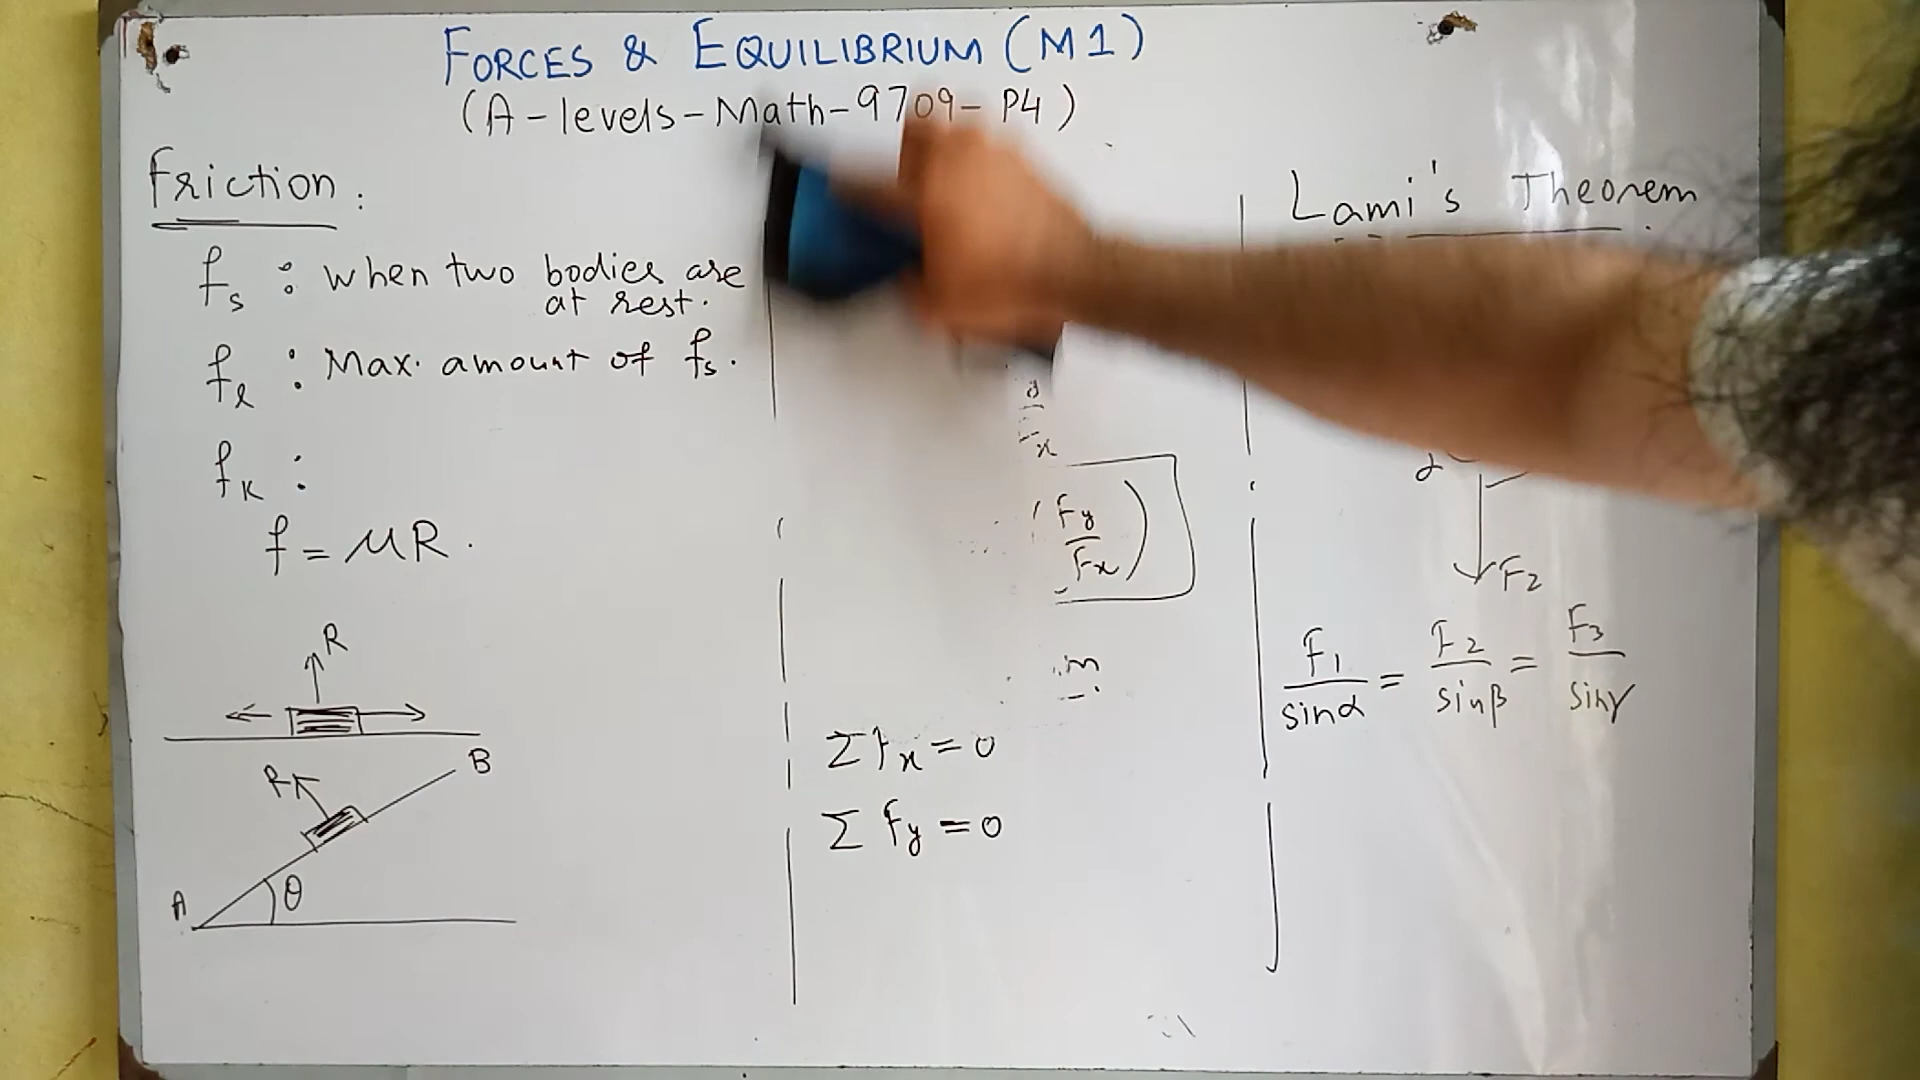 FORCES & EQUILIBRIUM (M1)
(A-levels-Math-9709-P4)
Friction:
fs : when two bodies are
at rest.
fl : Max. amount of fs.
fK :
f = μR.
R
B
R
A θ
x
Fy
Fx )
ΣFx = 0
ΣFy = 0
Lami's Theorem
α
F2
F1/sinα = F2/sinβ = F3/sinγ